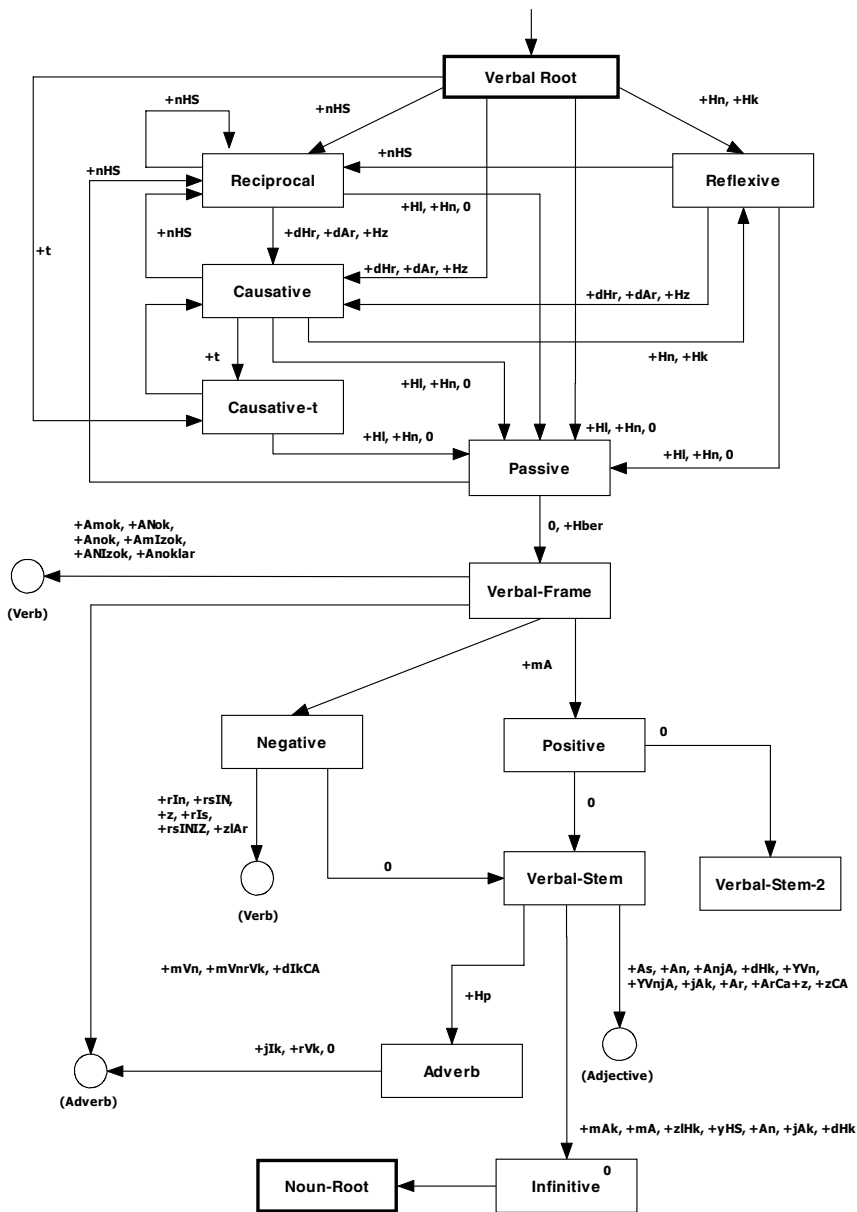 Verbal Root
+nHS
+nHS
+Hn, +Hk
+nHS
+nHS
Reciprocal
Reflexive
+Hl, +Hn, 0
+nHS
+t
+dHr, +dAr, +Hz
+dHr, +dAr, +Hz
Causative
+dHr, +dAr, +Hz
+t
+Hn, +Hk
+Hl, +Hn, 0
Causative-t
+Hl, +Hn, 0
+Hl, +Hn, 0
+Hl, +Hn, 0
Passive
+Amok, +ANok,
+Anok, +AmIzok,
+ANIzok, +Anoklar
0, +Hber
(Verb)
Verbal-Frame
+mA
Negative
Positive
0
+rIn, +rsIN,
+z, +rIs,
+rsINIZ, +zlAr
0
0
(Verb)
Verbal-Stem
Verbal-Stem-2
+mVn, +mVnrVk, +dIkCA
+As, +An, +AnjA, +dHk, +YVn,
+YVnjA, +jAk, +Ar, +ArCa+z, +zCA
+Hp
+jIk, +rVk, 0
Adverb
(Adverb)
(Adjective)
+mAk, +mA, +zlHk, +yHS, +An, +jAk, +dHk
0
Noun-Root
Infinitive